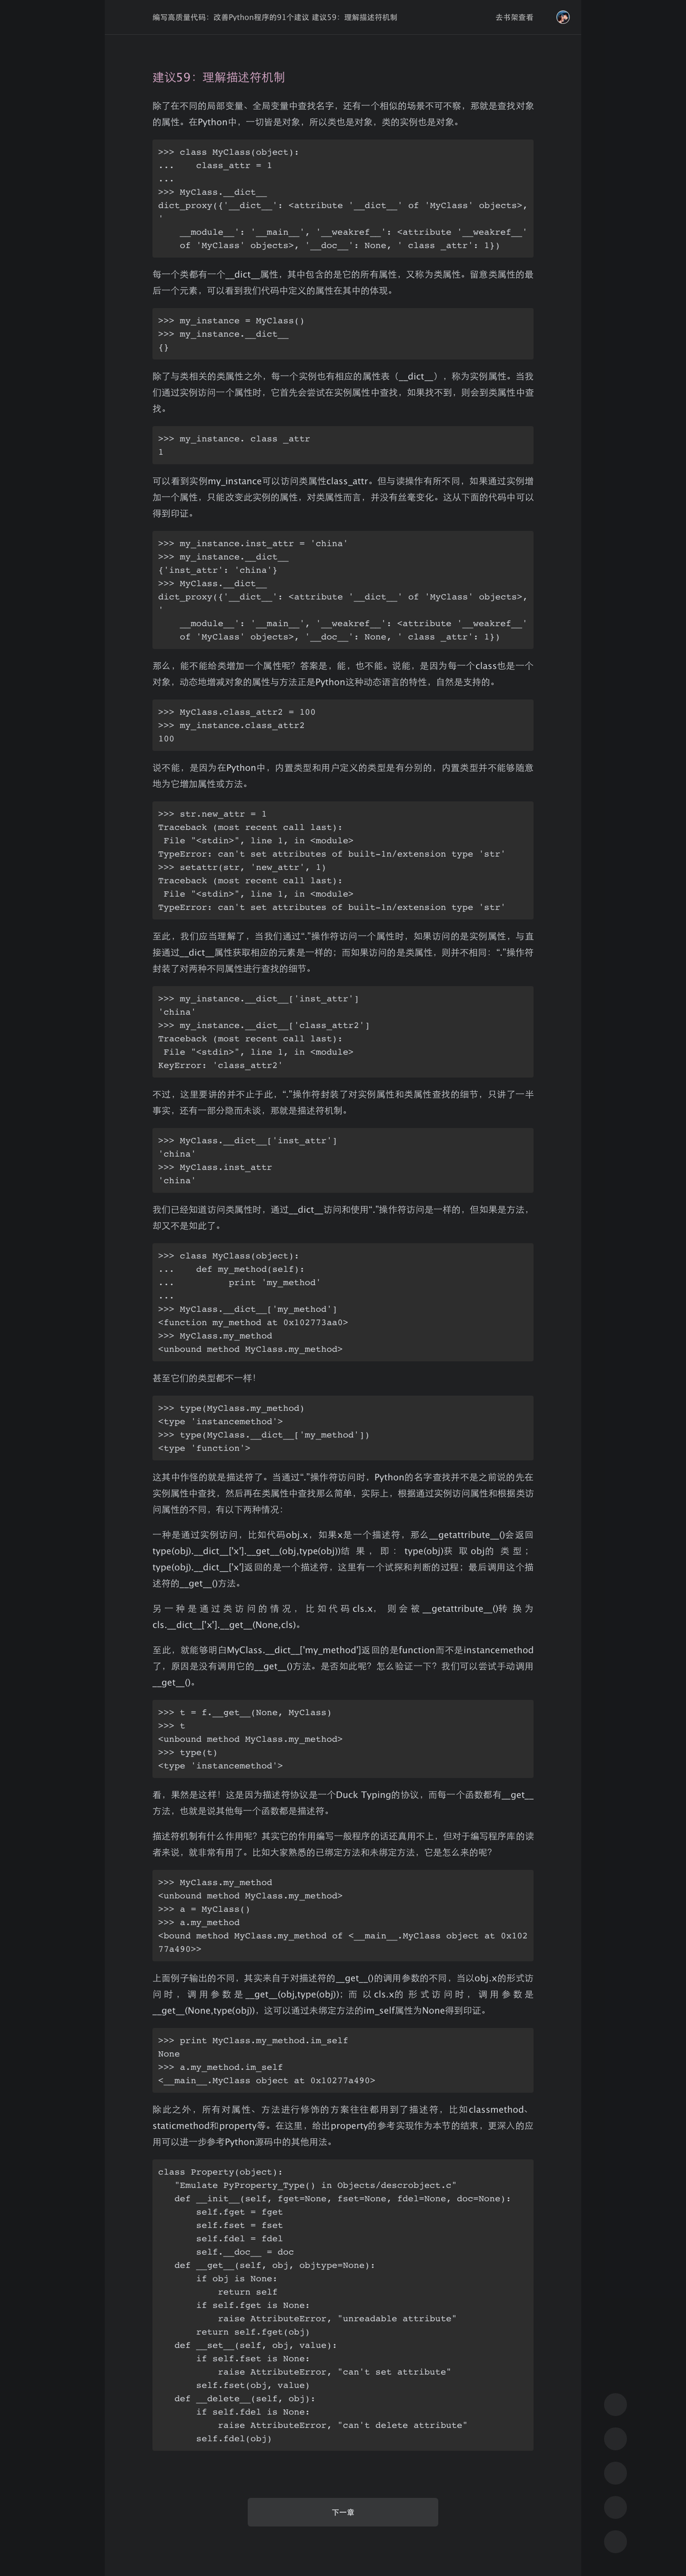 编写高质量代码：改善Python程序的91个建议 建议59：理解描述符机制
去书架查看
建议59：理解描述符机制
除了在不同的局部变量、全局变量中查找名字，还有一个相似的场景不可不察，那就是查找对象
的属性。在Python中，一切皆是对象，所以类也是对象，类的实例也是对象。
>>> class MyClass(object):
...    class_attr = 1
...
>>> MyClass.__dict__
dict_proxy({'__dict__': <attribute '__dict__' of 'MyClass' objects>,
'
    __module__': '__main__', '__weakref__': <attribute '__weakref__'
    of 'MyClass' objects>, '__doc__': None, ' class _attr': 1})
每一个类都有一个__dict__属性，其中包含的是它的所有属性，又称为类属性。留意类属性的最
后一个元素，可以看到我们代码中定义的属性在其中的体现。
>>> my_instance = MyClass()
>>> my_instance.__dict__
{}
除了与类相关的类属性之外，每一个实例也有相应的属性表（__dict__），称为实例属性。当我
们通过实例访问一个属性时，它首先会尝试在实例属性中查找，如果找不到，则会到类属性中查
找。
>>> my_instance. class _attr
1
可以看到实例my_instance可以访问类属性class_attr。但与读操作有所不同，如果通过实例增
加一个属性，只能改变此实例的属性，对类属性而言，并没有丝毫变化。这从下面的代码中可以
得到印证。
>>> my_instance.inst_attr = 'china'
>>> my_instance.__dict__
{'inst_attr': 'china'}
>>> MyClass.__dict__
dict_proxy({'__dict__': <attribute '__dict__' of 'MyClass' objects>,
'
    __module__': '__main__', '__weakref__': <attribute '__weakref__'
    of 'MyClass' objects>, '__doc__': None, ' class _attr': 1})
那么，能不能给类增加一个属性呢？答案是，能，也不能。说能，是因为每一个class也是一个
对象，动态地增减对象的属性与方法正是Python这种动态语言的特性，自然是支持的。
>>> MyClass.class_attr2 = 100
>>> my_instance.class_attr2
100
说不能，是因为在Python中，内置类型和用户定义的类型是有分别的，内置类型并不能够随意
地为它增加属性或方法。
>>> str.new_attr = 1
Traceback (most recent call last):
 File "<stdin>", line 1, in <module>
TypeError: can't set attributes of built-1n/extension type 'str'
>>> setattr(str, 'new_attr', 1)
Traceback (most recent call last):
 File "<stdin>", line 1, in <module>
TypeError: can't set attributes of built-1n/extension type 'str'
至此，我们应当理解了，当我们通过“.”操作符访问一个属性时，如果访问的是实例属性，与直
接通过__dict__属性获取相应的元素是一样的；而如果访问的是类属性，则并不相同：“.”操作符
封装了对两种不同属性进行查找的细节。
>>> my_instance.__dict__['inst_attr']
'china'
>>> my_instance.__dict__['class_attr2']
Traceback (most recent call last):
 File "<stdin>", line 1, in <module>
KeyError: 'class_attr2'
不过，这里要讲的并不止于此，“.”操作符封装了对实例属性和类属性查找的细节，只讲了一半
事实，还有一部分隐而未谈，那就是描述符机制。
>>> MyClass.__dict__['inst_attr']
'china'
>>> MyClass.inst_attr
'china'
我们已经知道访问类属性时，通过__dict__访问和使用“.”操作符访问是一样的，但如果是方法，
却又不是如此了。
>>> class MyClass(object):
...    def my_method(self):
...          print 'my_method'
...
>>> MyClass.__dict__['my_method']
<function my_method at 0x102773aa0>
>>> MyClass.my_method
<unbound method MyClass.my_method>
甚至它们的类型都不一样！
>>> type(MyClass.my_method)
<type 'instancemethod'>
>>> type(MyClass.__dict__['my_method'])
<type 'function'>
这其中作怪的就是描述符了。当通过“.”操作符访问时，Python的名字查找并不是之前说的先在
实例属性中查找，然后再在类属性中查找那么简单，实际上，根据通过实例访问属性和根据类访
问属性的不同，有以下两种情况：
一种是通过实例访问，比如代码obj.x，如果x是一个描述符，那么__getattribute__()会返回
type(obj).__dict__['x'].__get__(obj,type(obj))结果，即：type(obj)获取obj的类型；
type(obj).__dict__['x']返回的是一个描述符，这里有一个试探和判断的过程；最后调用这个描
述符的__get__()方法。
另一种是通过类访问的情况，比如代码cls.x，则会被__getattribute__()转换为
cls.__dict__['x'].__get__(None,cls)。
至此，就能够明白MyClass.__dict__['my_method']返回的是function而不是instancemethod
了，原因是没有调用它的__get__()方法。是否如此呢？怎么验证一下？我们可以尝试手动调用
__get__()。
>>> t = f.__get__(None, MyClass)
>>> t
<unbound method MyClass.my_method>
>>> type(t)
<type 'instancemethod'>
看，果然是这样！这是因为描述符协议是一个Duck Typing的协议，而每一个函数都有__get__
方法，也就是说其他每一个函数都是描述符。
描述符机制有什么作用呢？其实它的作用编写一般程序的话还真用不上，但对于编写程序库的读
者来说，就非常有用了。比如大家熟悉的已绑定方法和未绑定方法，它是怎么来的呢？
>>> MyClass.my_method
<unbound method MyClass.my_method>
>>> a = MyClass()
>>> a.my_method
<bound method MyClass.my_method of <__main__.MyClass object at 0x102
77a490>>
上面例子输出的不同，其实来自于对描述符的__get__()的调用参数的不同，当以obj.x的形式访
问时，调用参数是__get__(obj,type(obj))；而以cls.x的形式访问时，调用参数是
__get__(None,type(obj))，这可以通过未绑定方法的im_self属性为None得到印证。
>>> print MyClass.my_method.im_self
None
>>> a.my_method.im_self
<__main__.MyClass object at 0x10277a490>
除此之外，所有对属性、方法进行修饰的方案往往都用到了描述符，比如classmethod、
staticmethod和property等。在这里，给出property的参考实现作为本节的结束，更深入的应
用可以进一步参考Python源码中的其他用法。
class Property(object):
   "Emulate PyProperty_Type() in Objects/descrobject.c"
   def __init__(self, fget=None, fset=None, fdel=None, doc=None):
       self.fget = fget
       self.fset = fset
       self.fdel = fdel
       self.__doc__ = doc
   def __get__(self, obj, objtype=None):
       if obj is None:
           return self
       if self.fget is None:
           raise AttributeError, "unreadable attribute"
       return self.fget(obj)
   def __set__(self, obj, value):
       if self.fset is None:
           raise AttributeError, "can't set attribute"
       self.fset(obj, value)
   def __delete__(self, obj):
       if self.fdel is None:
           raise AttributeError, "can't delete attribute"
       self.fdel(obj)
下一章